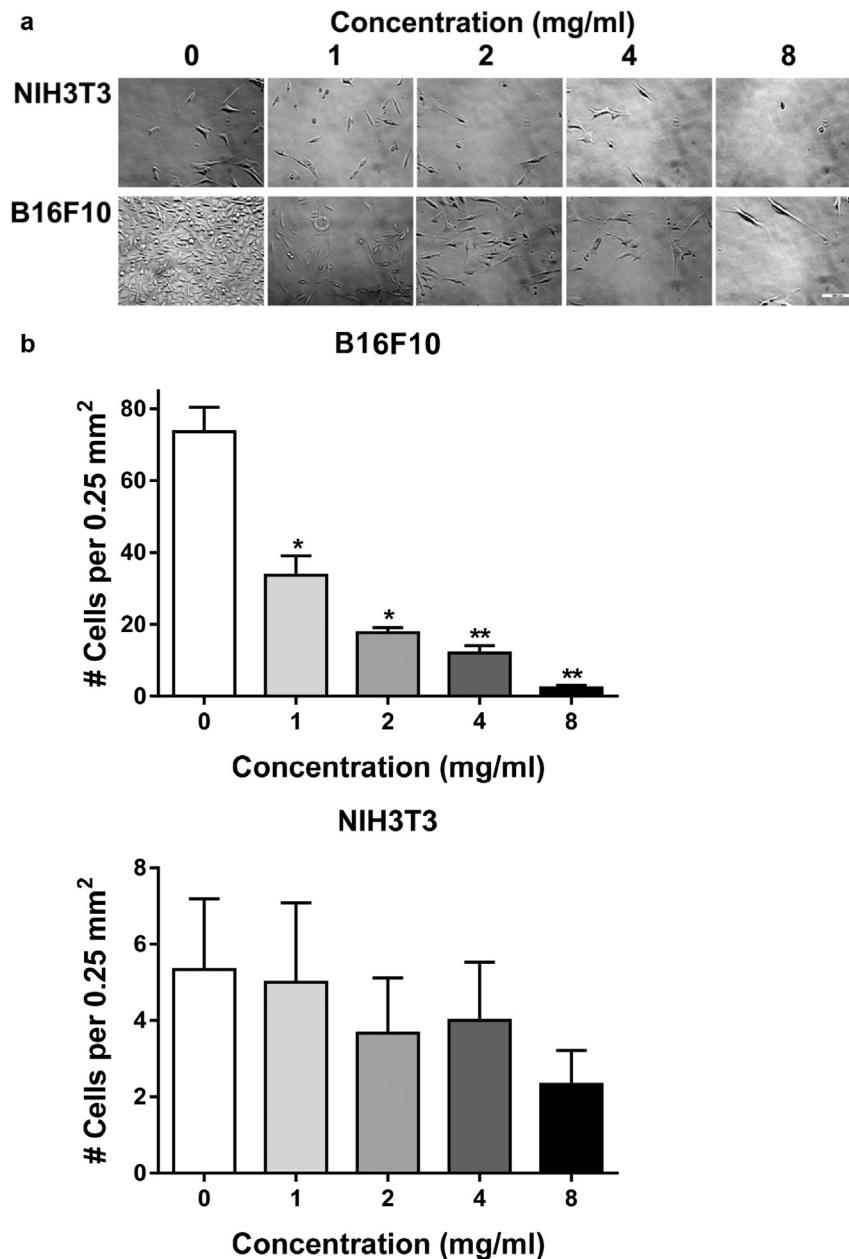 a
Concentration (mg/ml)
0 1 2 4 8
NIH3T3
B16F10
b
B16F10
# Cells per 0.25 mm²
80
60
40
20
0
*
*
**
**
0 1 2 4 8
Concentration (mg/ml)
NIH3T3
# Cells per 0.25 mm²
8
6
4
2
0
0 1 2 4 8
Concentration (mg/ml)